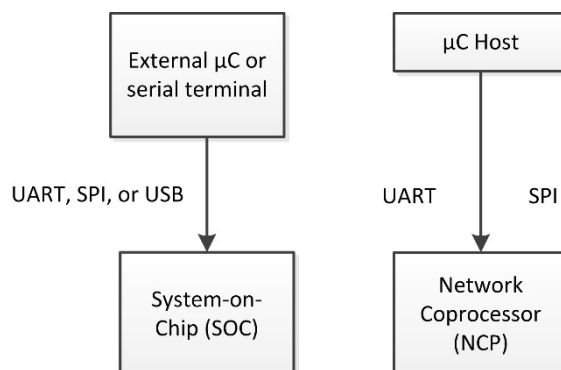 External µC or
serial terminal
UART, SPI, or USB
System-on-
Chip (SOC)
µC Host
UART
SPI
Network
Coprocessor
(NCP)